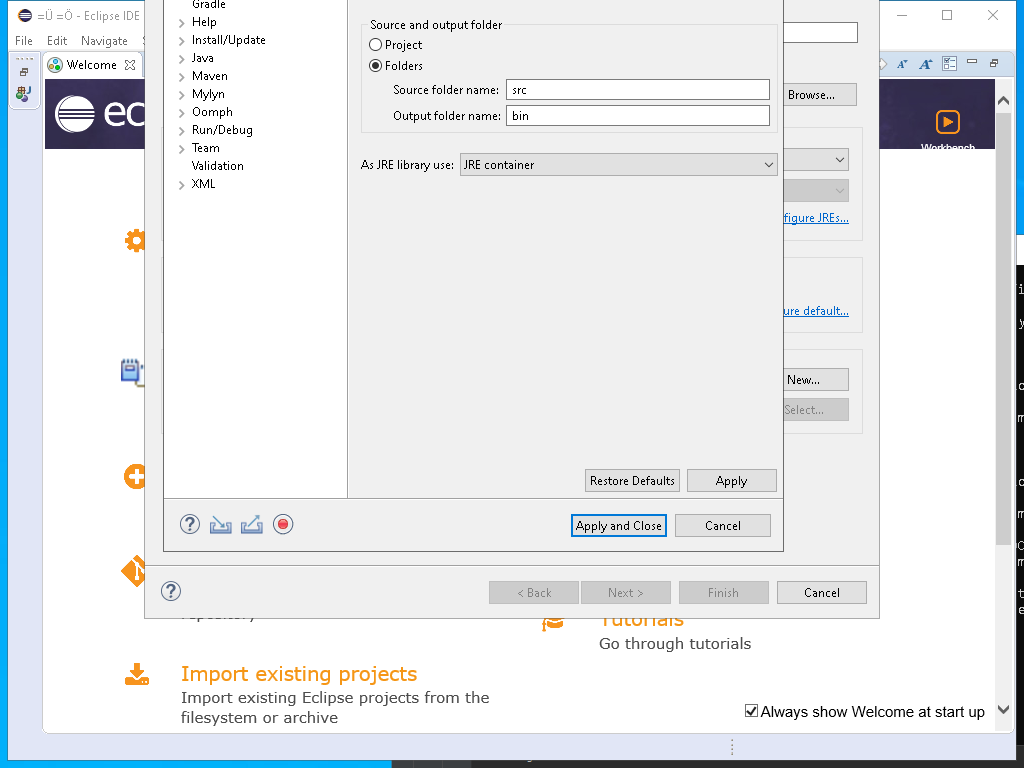 =Ü =Ö - Eclipse IDE
File Edit Navigate
Welcome
ec
Workbench
Gradle
Help
Install/Update
Java
Maven
Mylyn
Oomph
Run/Debug
Team
Validation
XML
Source and output folder
Project
Folders
Source folder name: src
Output folder name: bin
As JRE library use: JRE container
Restore Defaults Apply
Apply and Close Cancel
Browse...
figure JREs...
ure default...
New...
Select...
< Back Next > Finish Cancel
repository
Tutorials
Go through tutorials
Import existing projects
Import existing Eclipse projects from the
filesystem or archive
Always show Welcome at start up